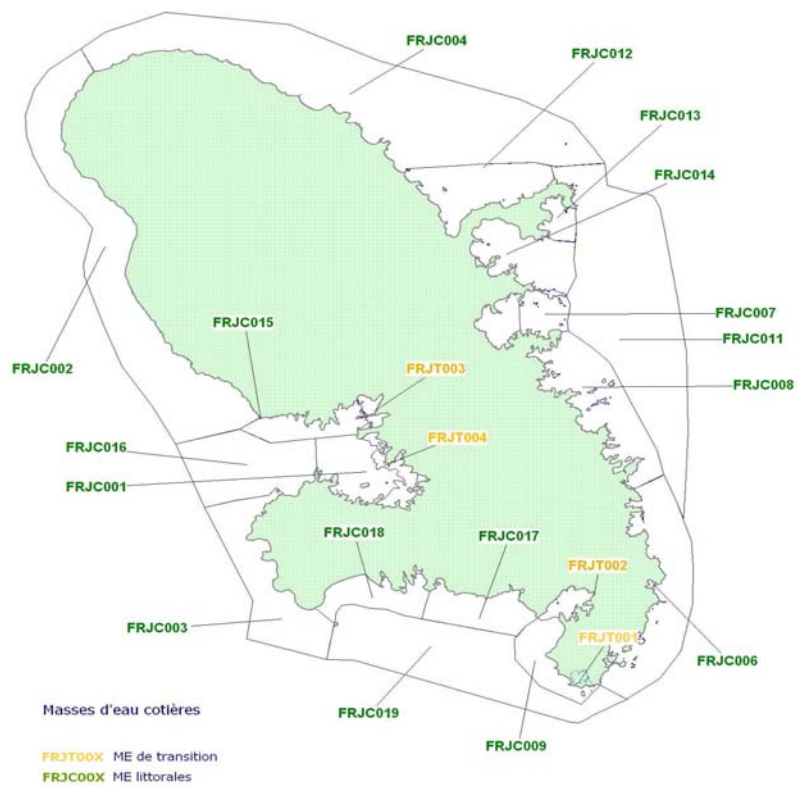 FRJC004
FRJC012
FRJC013
FRJC014
FRJC007
FRJC015
FRJC011
FRJC002
FRJT003
FRJC008
FRJT004
FRJC016
FRJC001
FRJC018
FRJC017
FRJT002
FRJC003
FRJT001
FRJC006
FRJC019
FRJC009
Masses d'eau cotières
FRJT00X ME de transition
FRJC00X ME littorales